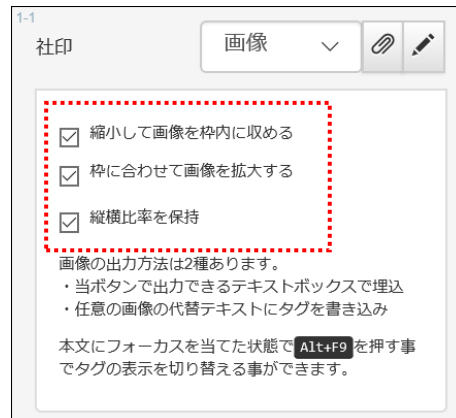 1-1
社印 画像
縮小して画像を枠内に収める
枠に合わせて画像を拡大する
縦横比率を保持
画像の出力方法は2種あります。
・当ボタンで出力できるテキストボックスで埋込
・任意の画像の代替テキストにタグを書き込み
本文にフォーカスを当てた状態で Alt+F9 を押す事
でタグの表示を切り替える事ができます。